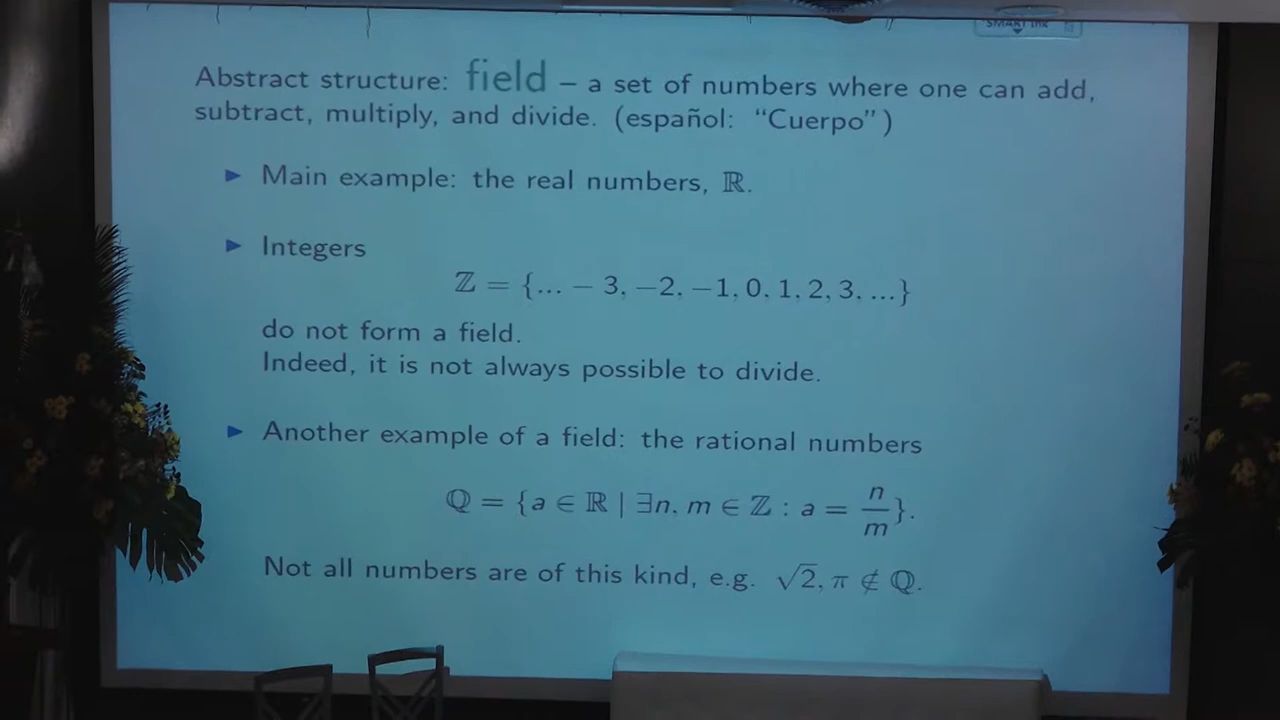 SMART Ink
Abstract structure: field – a set of numbers where one can add,
subtract, multiply, and divide. (español: "Cuerpo")
► Main example: the real numbers, ℝ.
► Integers
ℤ = {... − 3, −2, −1, 0, 1, 2, 3, ...}
do not form a field.
Indeed, it is not always possible to divide.
► Another example of a field: the rational numbers
ℚ = {a ∈ ℝ | ∃n, m ∈ ℤ : a = n/m}.
Not all numbers are of this kind, e.g. √2, π ∉ ℚ.